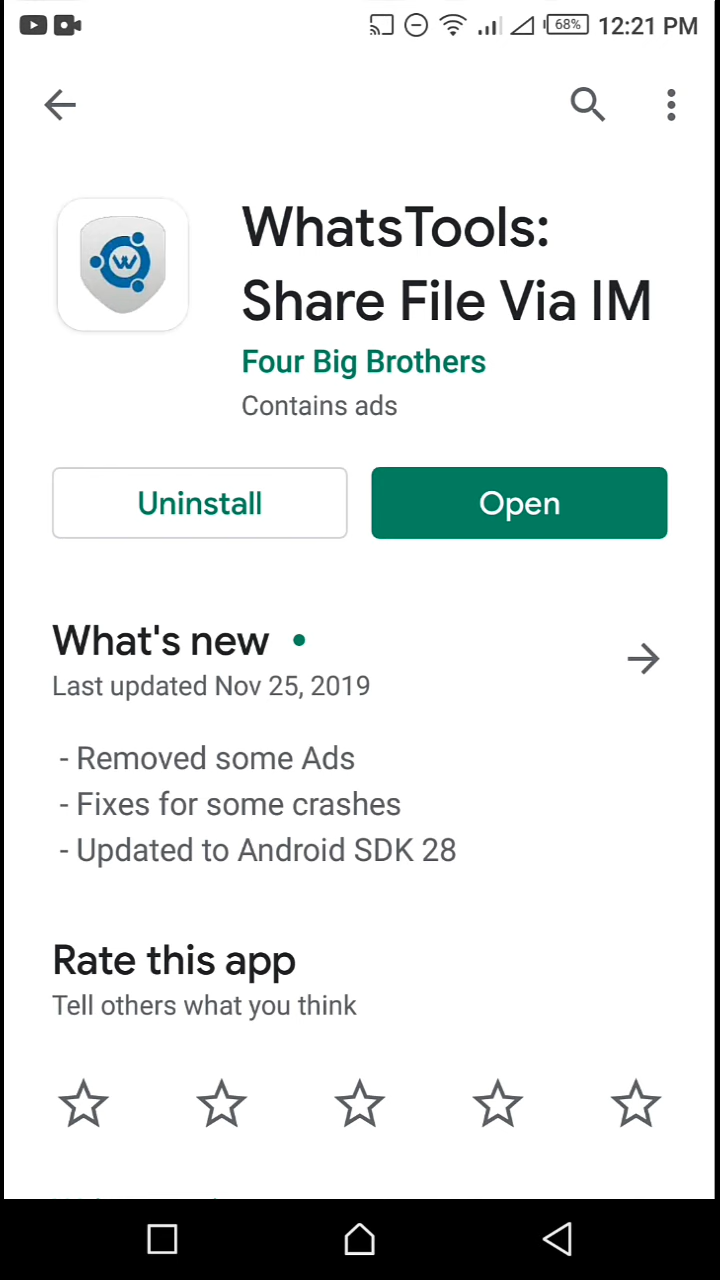 68% 12:21 PM
W
WhatsTools:
Share File Via IM
Four Big Brothers
Contains ads
Uninstall Open
What's new
Last updated Nov 25, 2019
- Removed some Ads
- Fixes for some crashes
- Updated to Android SDK 28
Rate this app
Tell others what you think